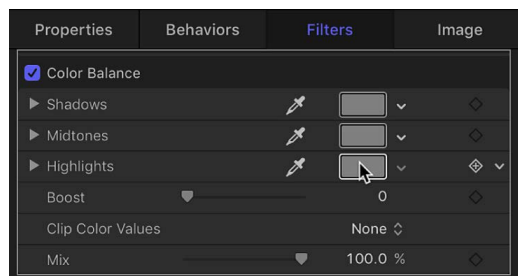 Properties Behaviors Filters Image
Color Balance
Shadows
Midtones
Highlights
Boost 0
Clip Color Values None
Mix 100.0 %